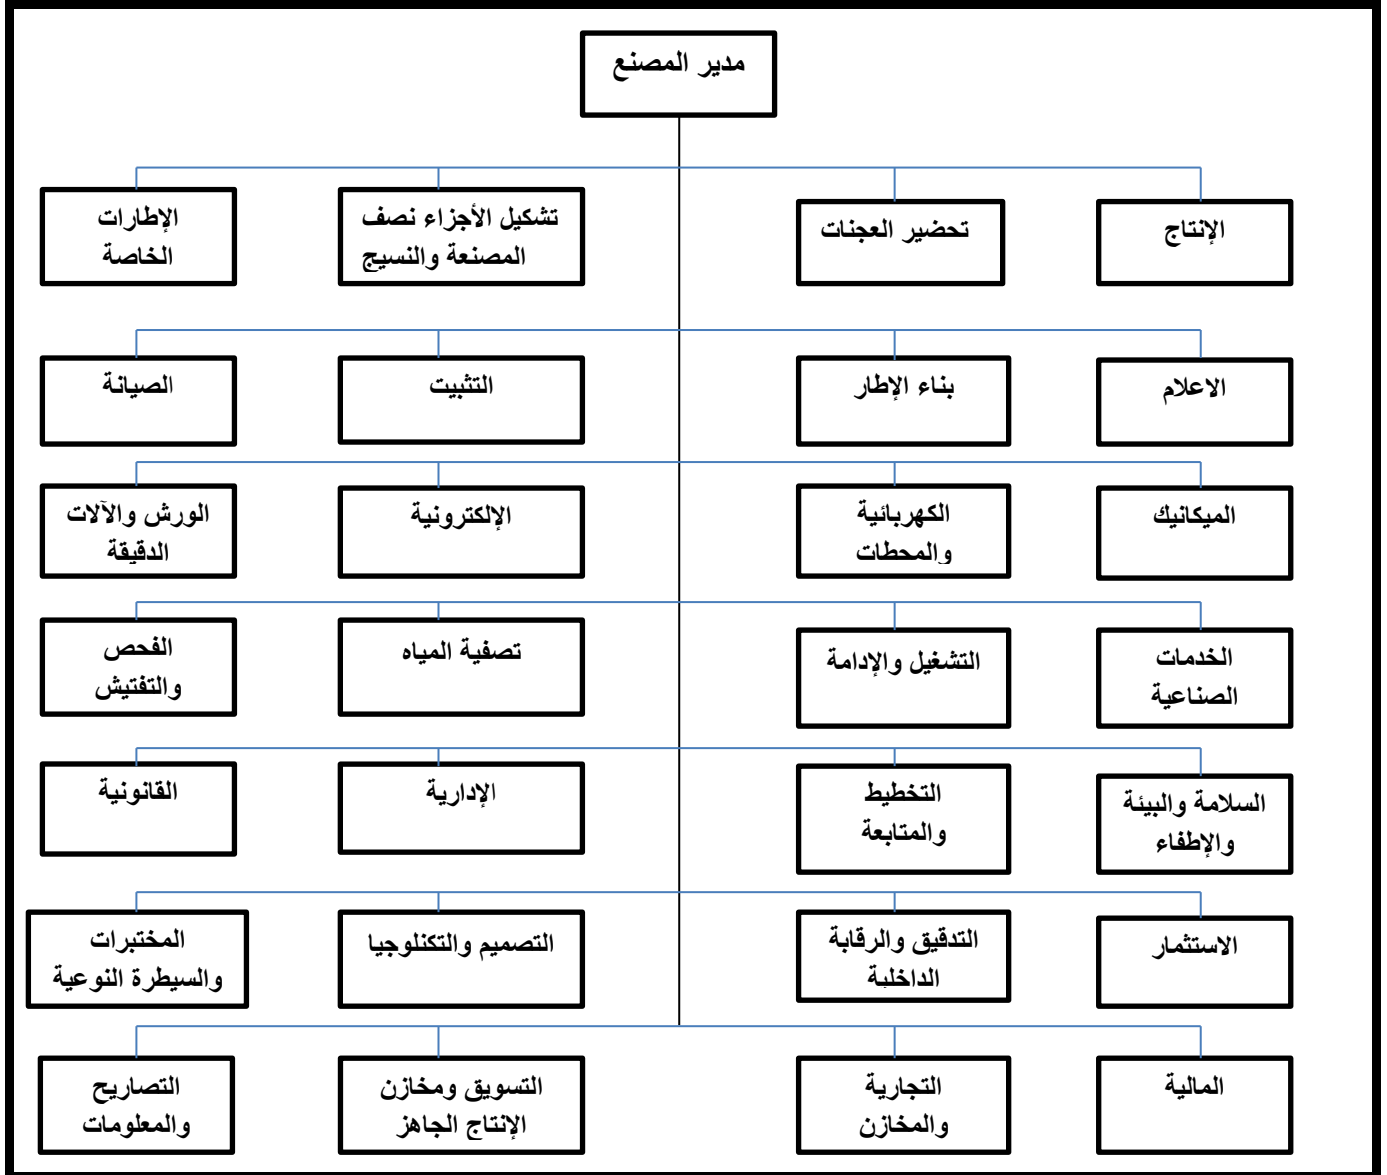 مدير المصنع
الإنتاج
تحضير العجنات
تشكيل الأجزاء نصف
المصنعة والنسيج
الإطارات
الخاصة
الاعلام
بناء الإطار
التثبيت
الصيانة
الميكانيك
الكهربائية
والمحطات
الإلكترونية
الورش والآلات
الدقيقة
الخدمات
الصناعية
التشغيل والإدامة
تصفية المياه
الفحص
والتفتيش
السلامة والبيئة
والإطفاء
التخطيط
والمتابعة
الإدارية
القانونية
الاستثمار
التدقيق والرقابة
الداخلية
التصميم والتكنلوجيا
المختبرات
والسيطرة النوعية
المالية
التجارية
والمخازن
التسويق ومخازن
الإنتاج الجاهز
التصاريح
والمعلومات